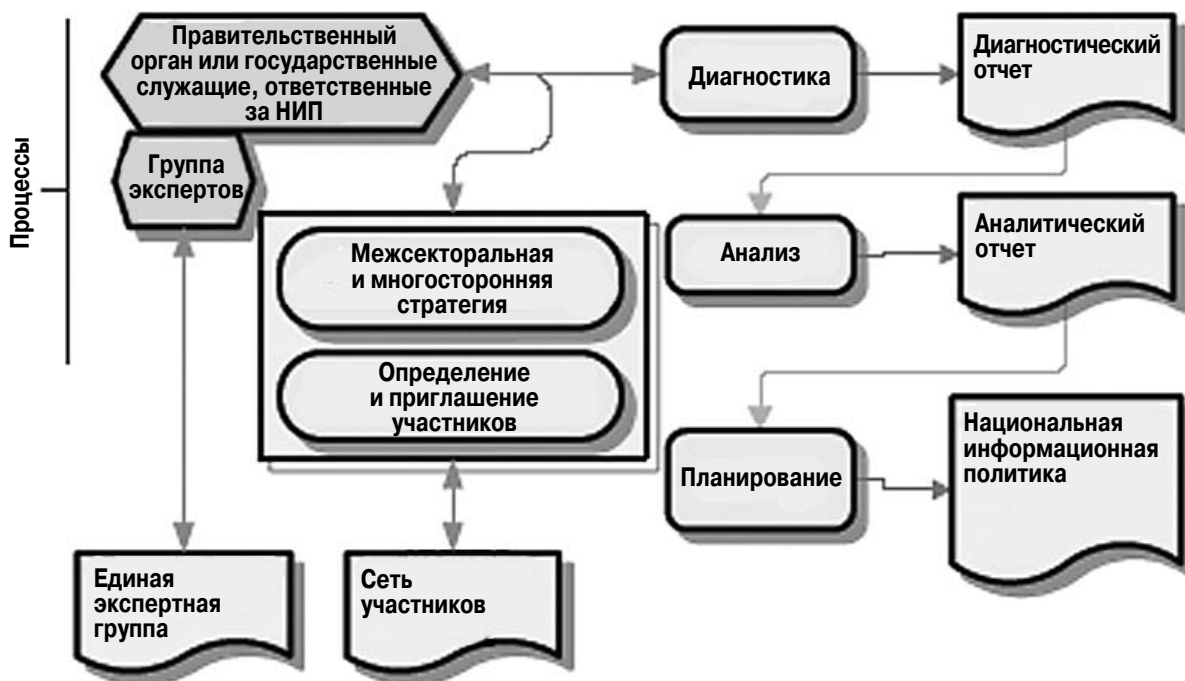 Процессы
Правительственный
орган или государственные
служащие, ответственные
за НИП
Группа
экспертов
Межсекторальная
и многосторонняя
стратегия
Определение
и приглашение
участников
Единая
экспертная
группа
Сеть
участников
Диагностика
Диагностический
отчет
Анализ
Аналитический
отчет
Планирование
Национальная
информационная
политика